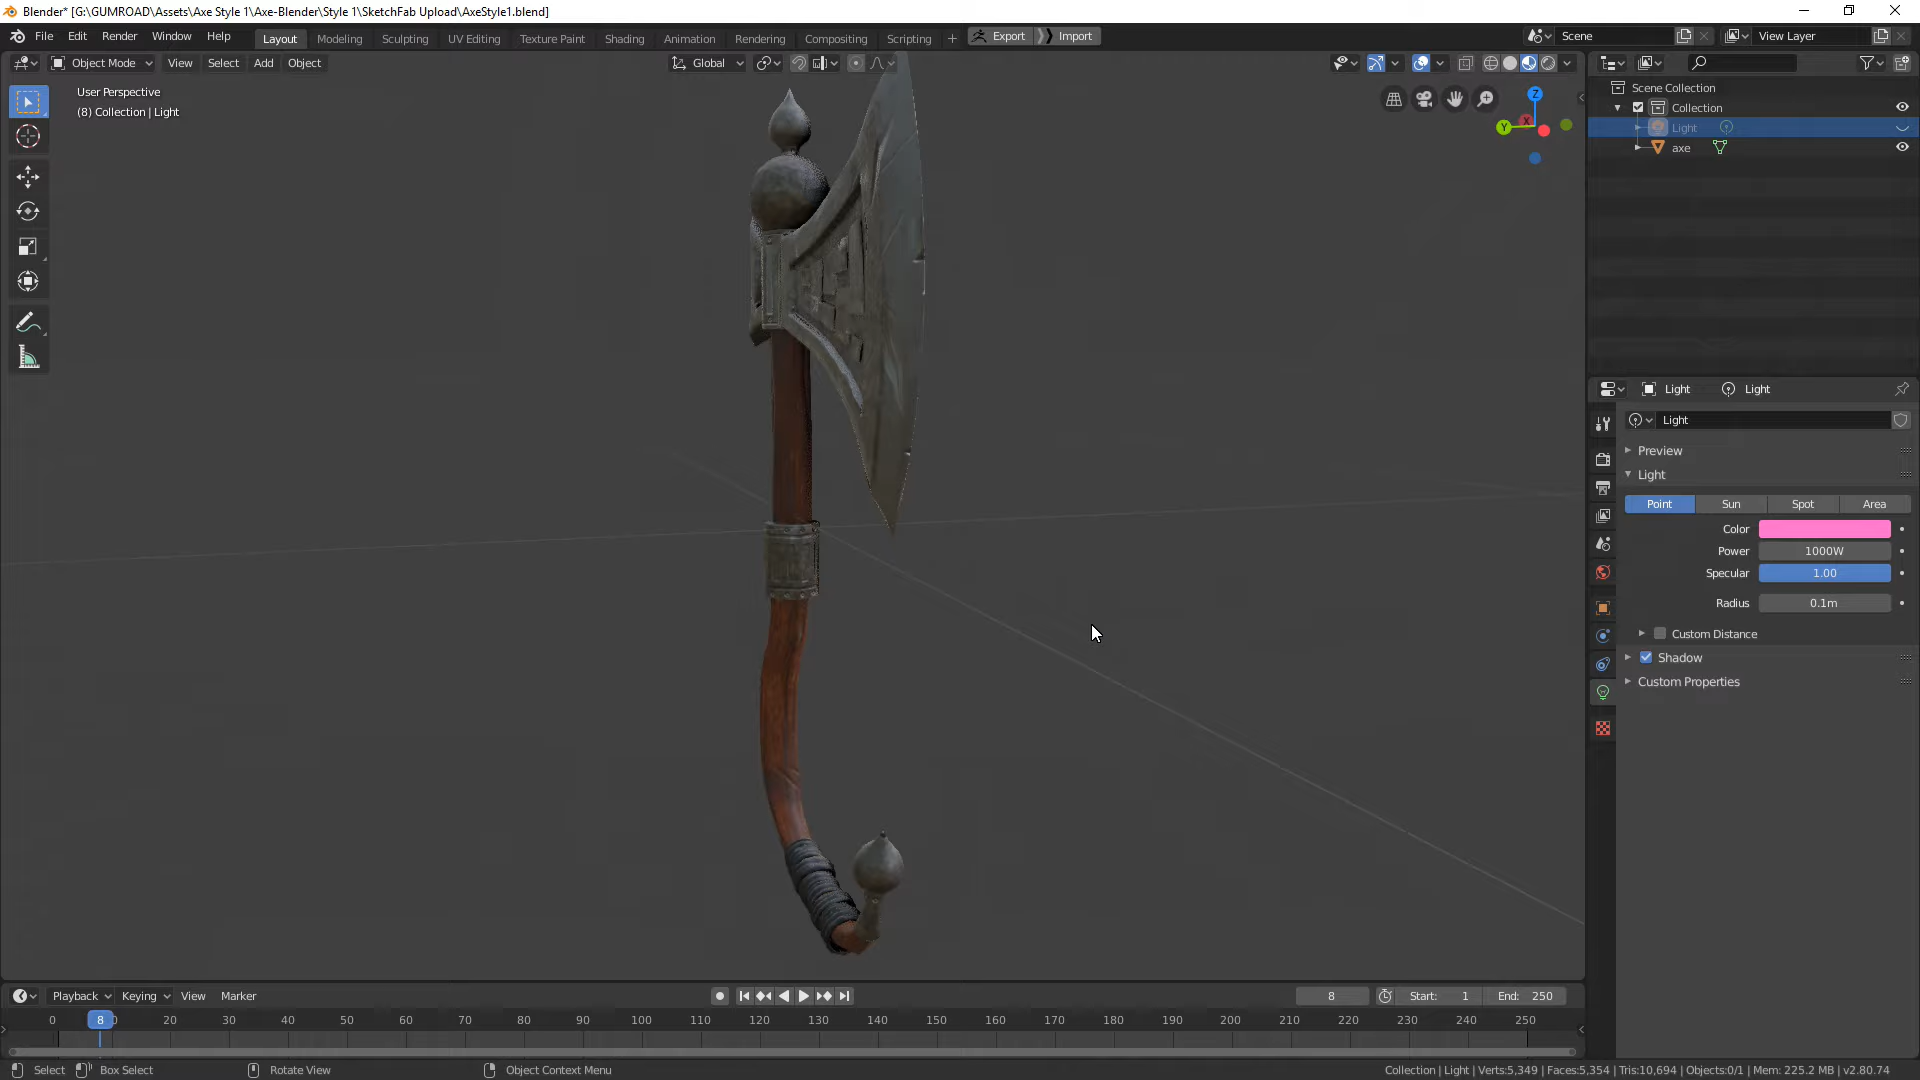 Blender* [G:\GUMROAD\Assets\Axe Style 1\Axe-Blender\Style 1\SketchFab Upload\AxeStyle1.blend]
File Edit Render Window Help Layout Modeling Sculpting UV Editing Texture Paint Shading Animation Rendering Compositing Scripting + Export Import Scene View Layer
Object Mode View Select Add Object Global
User Perspective
(8) Collection | Light
Z
Y
X
Scene Collection
Collection
Light
axe
Light Light
Light
Preview
Light
Point Sun Spot Area
Color
Power 1000W
Specular 1.00
Radius 0.1m
Custom Distance
Shadow
Custom Properties
Playback Keying View Marker 8 Start: 1 End: 250
0 8 20 30 40 50 60 70 80 90 100 110 120 130 140 150 160 170 180 190 200 210 220 230 240 250
Select Box Select Rotate View Object Context Menu Collection | Light | Verts:5,349 | Faces:5,354 | Tris:10,694 | Objects:0/1 | Mem: 225.2 MB | v2.80.74